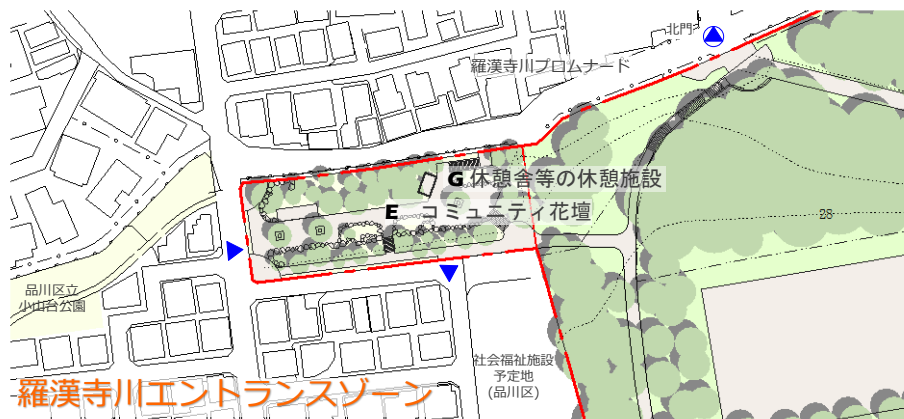 北門
羅漢寺川プロムナード
G 休憩舎等の休憩施設
E コミュニティ花壇
28
品川区立
小山台公園
社会福祉施設
予定地
(品川区)
羅漢寺川エントランスゾーン